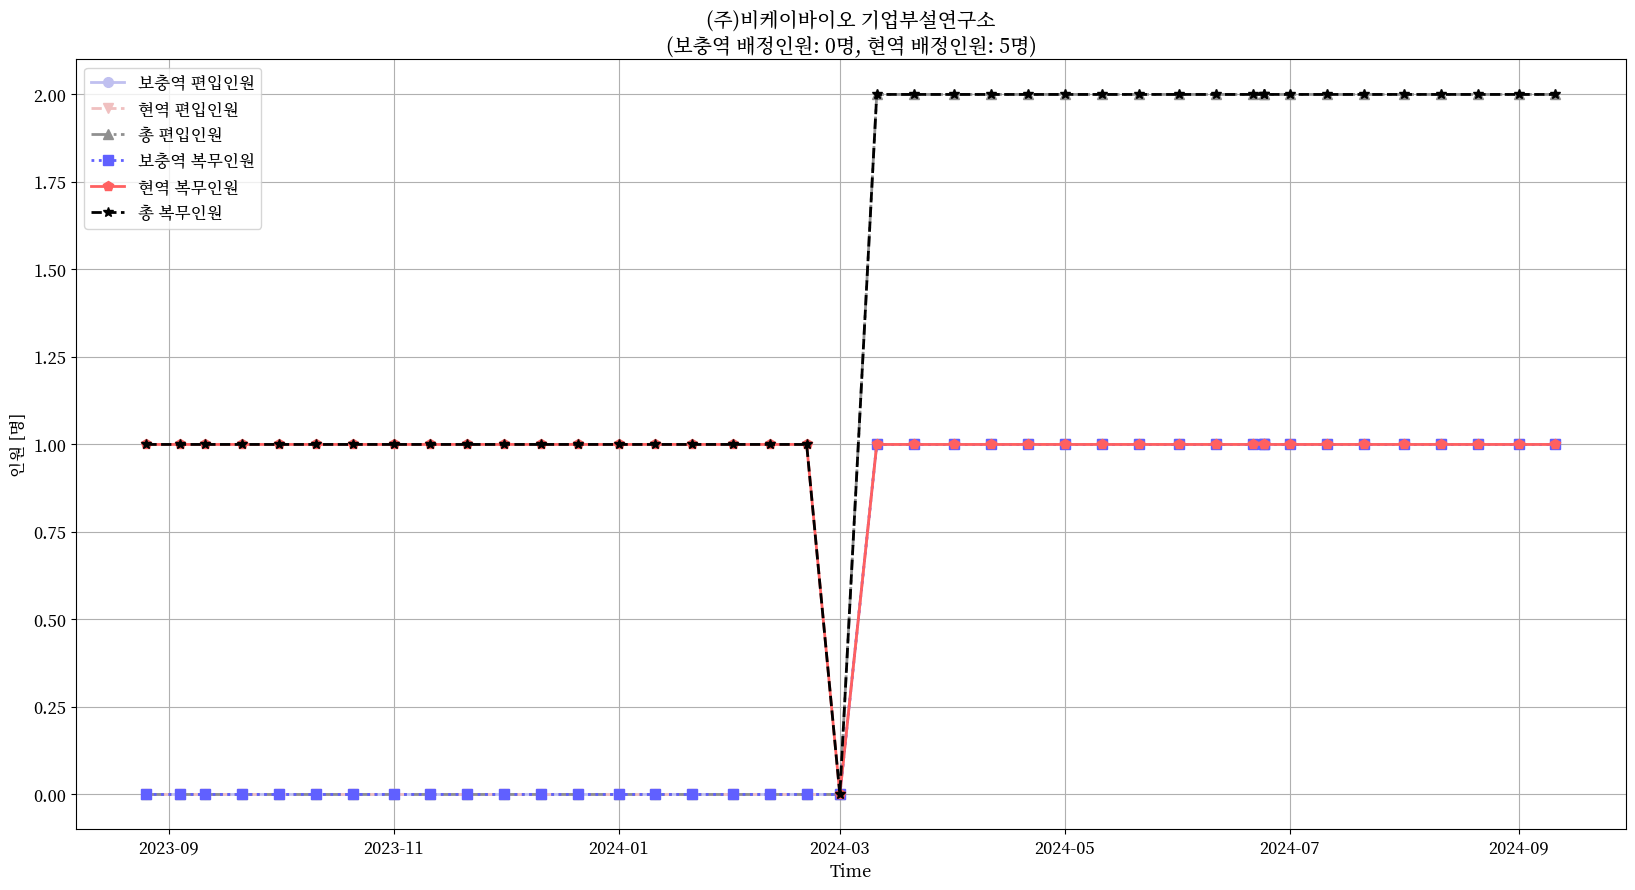 (주)비케이바이오 기업부설연구소
(보충역 배정인원: 0명, 현역 배정인원: 5명)
보충역 편입인원
현역 편입인원
총 편입인원
보충역 복무인원
현역 복무인원
총 복무인원
2.00
1.75
1.50
1.25
1.00
0.75
0.50
0.25
0.00
인원 [명]
2023-09
2023-11
2024-01
2024-03
2024-05
2024-07
2024-09
Time